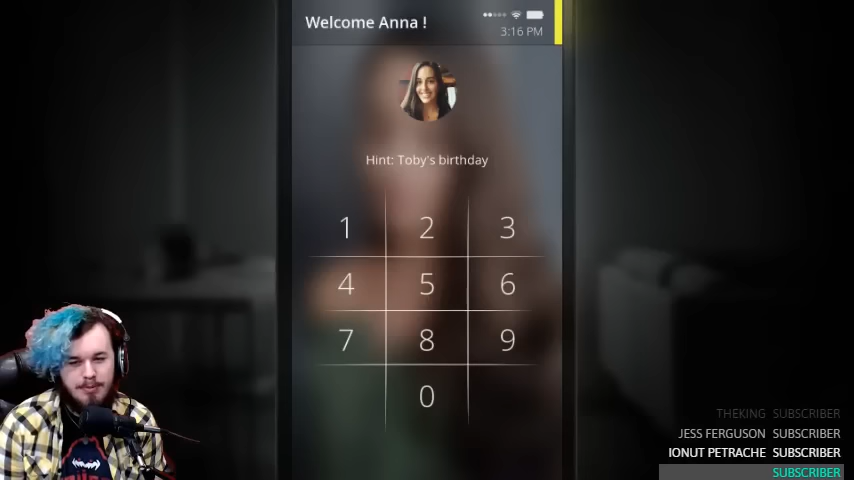 Welcome Anna !
3:16 PM
Hint: Toby's birthday
1 2 3
4 5 6
7 8 9
0
THEKING SUBSCRIBER
JESS FERGUSON SUBSCRIBER
IONUT PETRACHE SUBSCRIBER
SUBSCRIBER